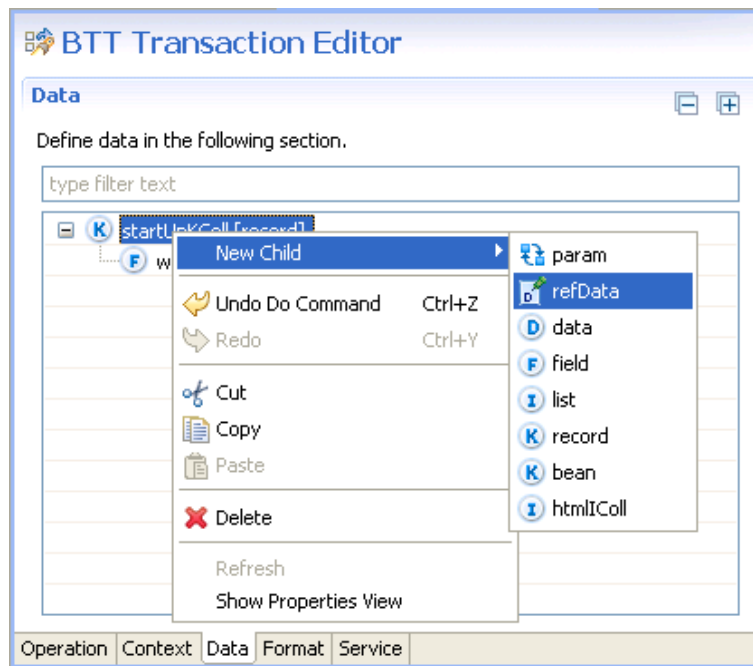 BTT Transaction Editor
Data
Define data in the following section.
type filter text
K startUpKColl [record]
F w
New Child
Undo Do Command Ctrl+Z
Redo Ctrl+Y
Cut
Copy
Paste
Delete
Refresh
Show Properties View
param
D refData
D data
F field
I list
K record
K bean
I htmlIColl
Operation Context Data Format Service